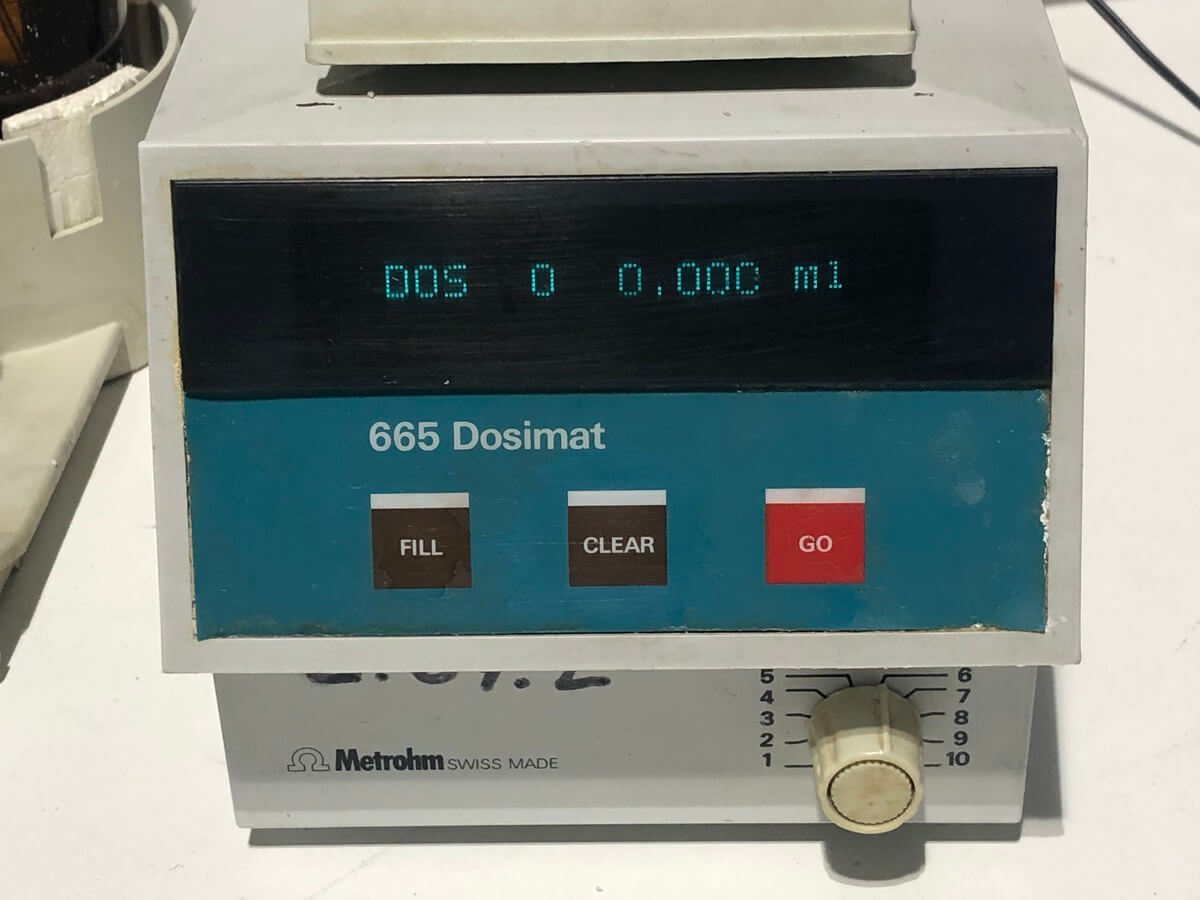 DOS 0 0.000 ml
665 Dosimat
FILL CLEAR GO
5 6
4 7
3 8
2 9
1 10
Metrohm SWISS MADE